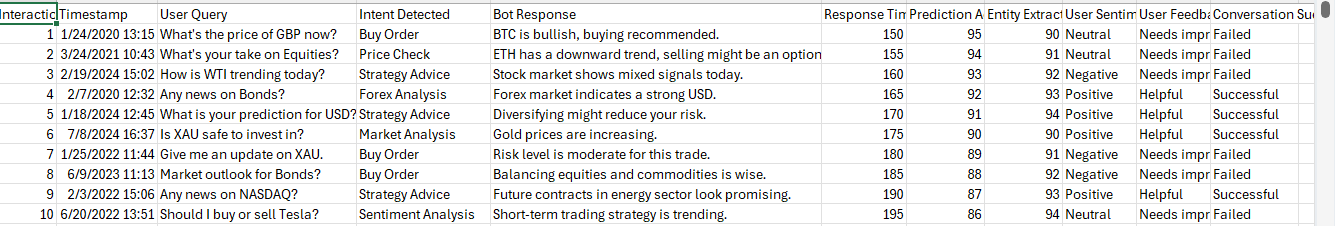 Interactic Timestamp User Query Intent Detected Bot Response Response Tim Prediction A Entity Extract User Sentim User Feedba Conversation Suc
1 1/24/2020 13:15 What's the price of GBP now? Buy Order BTC is bullish, buying recommended. 150 95 90 Neutral Needs impr Failed
2 3/24/2021 10:43 What's your take on Equities? Price Check ETH has a downward trend, selling might be an option 155 94 91 Neutral Needs impr Failed
3 2/19/2024 15:02 How is WTI trending today? Strategy Advice Stock market shows mixed signals today. 160 93 92 Negative Needs impr Failed
4 2/7/2020 12:32 Any news on Bonds? Forex Analysis Forex market indicates a strong USD. 165 92 93 Positive Helpful Successful
5 1/18/2024 12:45 What is your prediction for USD? Strategy Advice Diversifying might reduce your risk. 170 91 94 Positive Helpful Successful
6 7/8/2024 16:37 Is XAU safe to invest in? Market Analysis Gold prices are increasing. 175 90 90 Positive Helpful Successful
7 1/25/2022 11:44 Give me an update on XAU. Buy Order Risk level is moderate for this trade. 180 89 91 Negative Needs impr Failed
8 6/9/2023 11:13 Market outlook for Bonds? Buy Order Balancing equities and commodities is wise. 185 88 92 Negative Needs impr Failed
9 2/3/2022 15:06 Any news on NASDAQ? Strategy Advice Future contracts in energy sector look promising. 190 87 93 Positive Helpful Successful
10 6/20/2022 13:51 Should I buy or sell Tesla? Sentiment Analysis Short-term trading strategy is trending. 195 86 94 Neutral Needs impr Failed